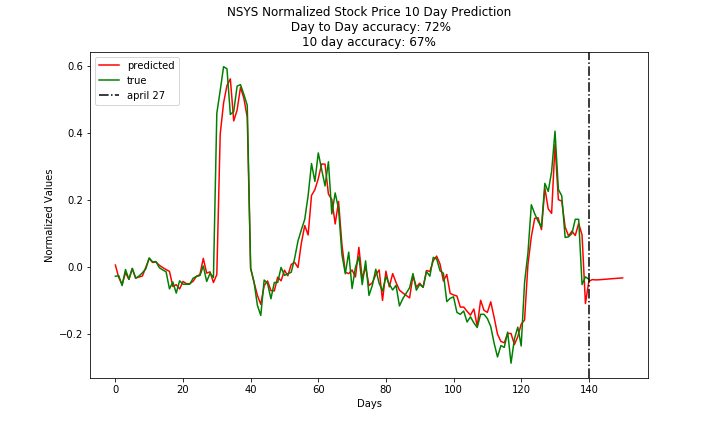 NSYS Normalized Stock Price 10 Day Prediction
Day to Day accuracy: 72%
10 day accuracy: 67%
predicted
true
april 27
Normalized Values
0.6
0.4
0.2
0.0
−0.2
0 20 40 60 80 100 120 140
Days